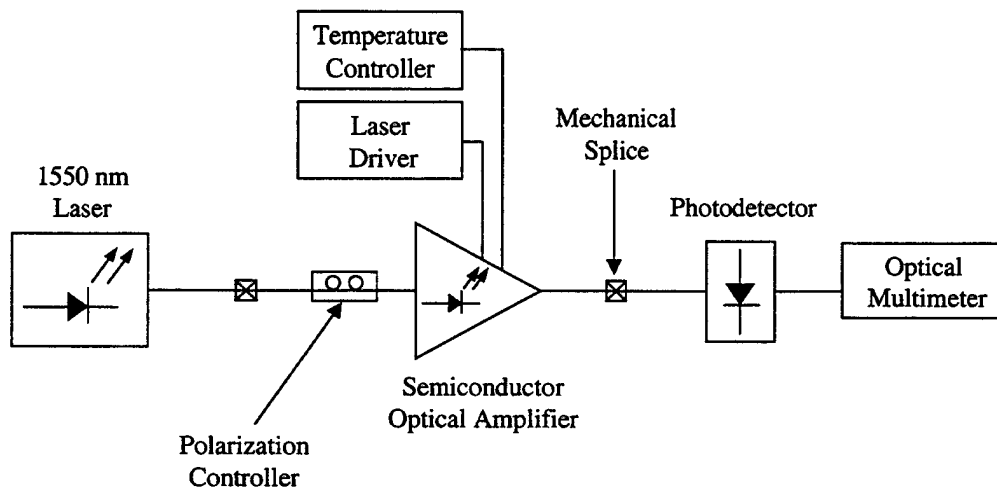 Temperature
Controller
Laser
Driver
Mechanical
Splice
1550 nm
Laser
Photodetector
Optical
Multimeter
Semiconductor
Optical Amplifier
Polarization
Controller